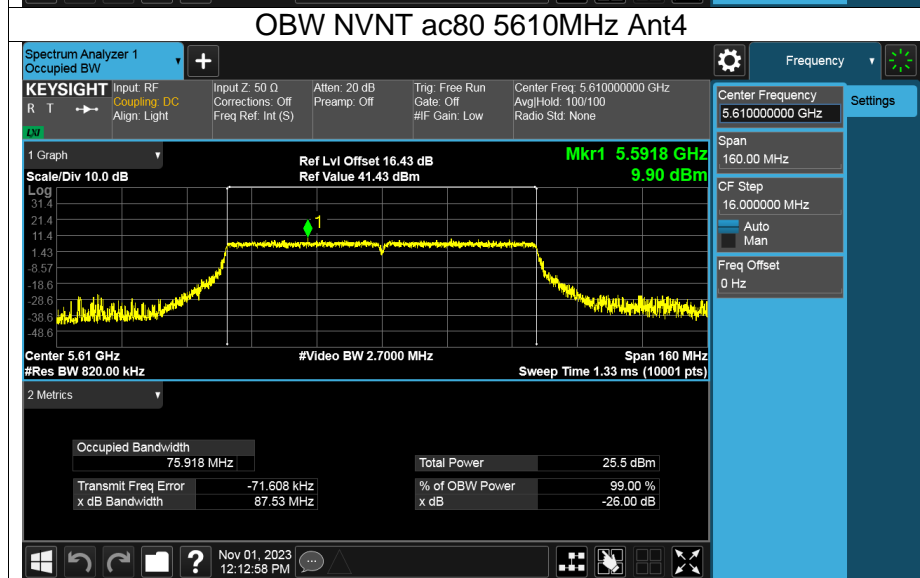 OBW NVNT ac80 5610MHz Ant4
Spectrum Analyzer 1
Occupied BW
+
Frequency
KEYSIGHT
R T
LXI
Input: RF
Coupling: DC
Align: Light
Input Z: 50 Ω
Corrections: Off
Freq Ref: Int (S)
Atten: 20 dB
Preamp: Off
Trig: Free Run
Gate: Off
#IF Gain: Low
Center Freq: 5.610000000 GHz
Avg|Hold: 100/100
Radio Std: None
Center Frequency
5.610000000 GHz
Settings
Span
160.00 MHz
CF Step
16.000000 MHz
Auto
Man
Freq Offset
0 Hz
1 Graph
Scale/Div 10.0 dB
Ref Lvl Offset 16.43 dB
Ref Value 41.43 dBm
Mkr1 5.5918 GHz
9.90 dBm
Log
31.4
21.4
11.4
1.43
-8.57
-18.6
-28.6
-38.6
-48.6
1
Center 5.61 GHz
#Res BW 820.00 kHz
#Video BW 2.7000 MHz
Span 160 MHz
Sweep Time 1.33 ms (10001 pts)
2 Metrics
Occupied Bandwidth
75.918 MHz
Total Power 25.5 dBm
Transmit Freq Error -71.608 kHz
% of OBW Power 99.00 %
x dB Bandwidth 87.53 MHz
x dB -26.00 dB
?
Nov 01, 2023
12:12:58 PM